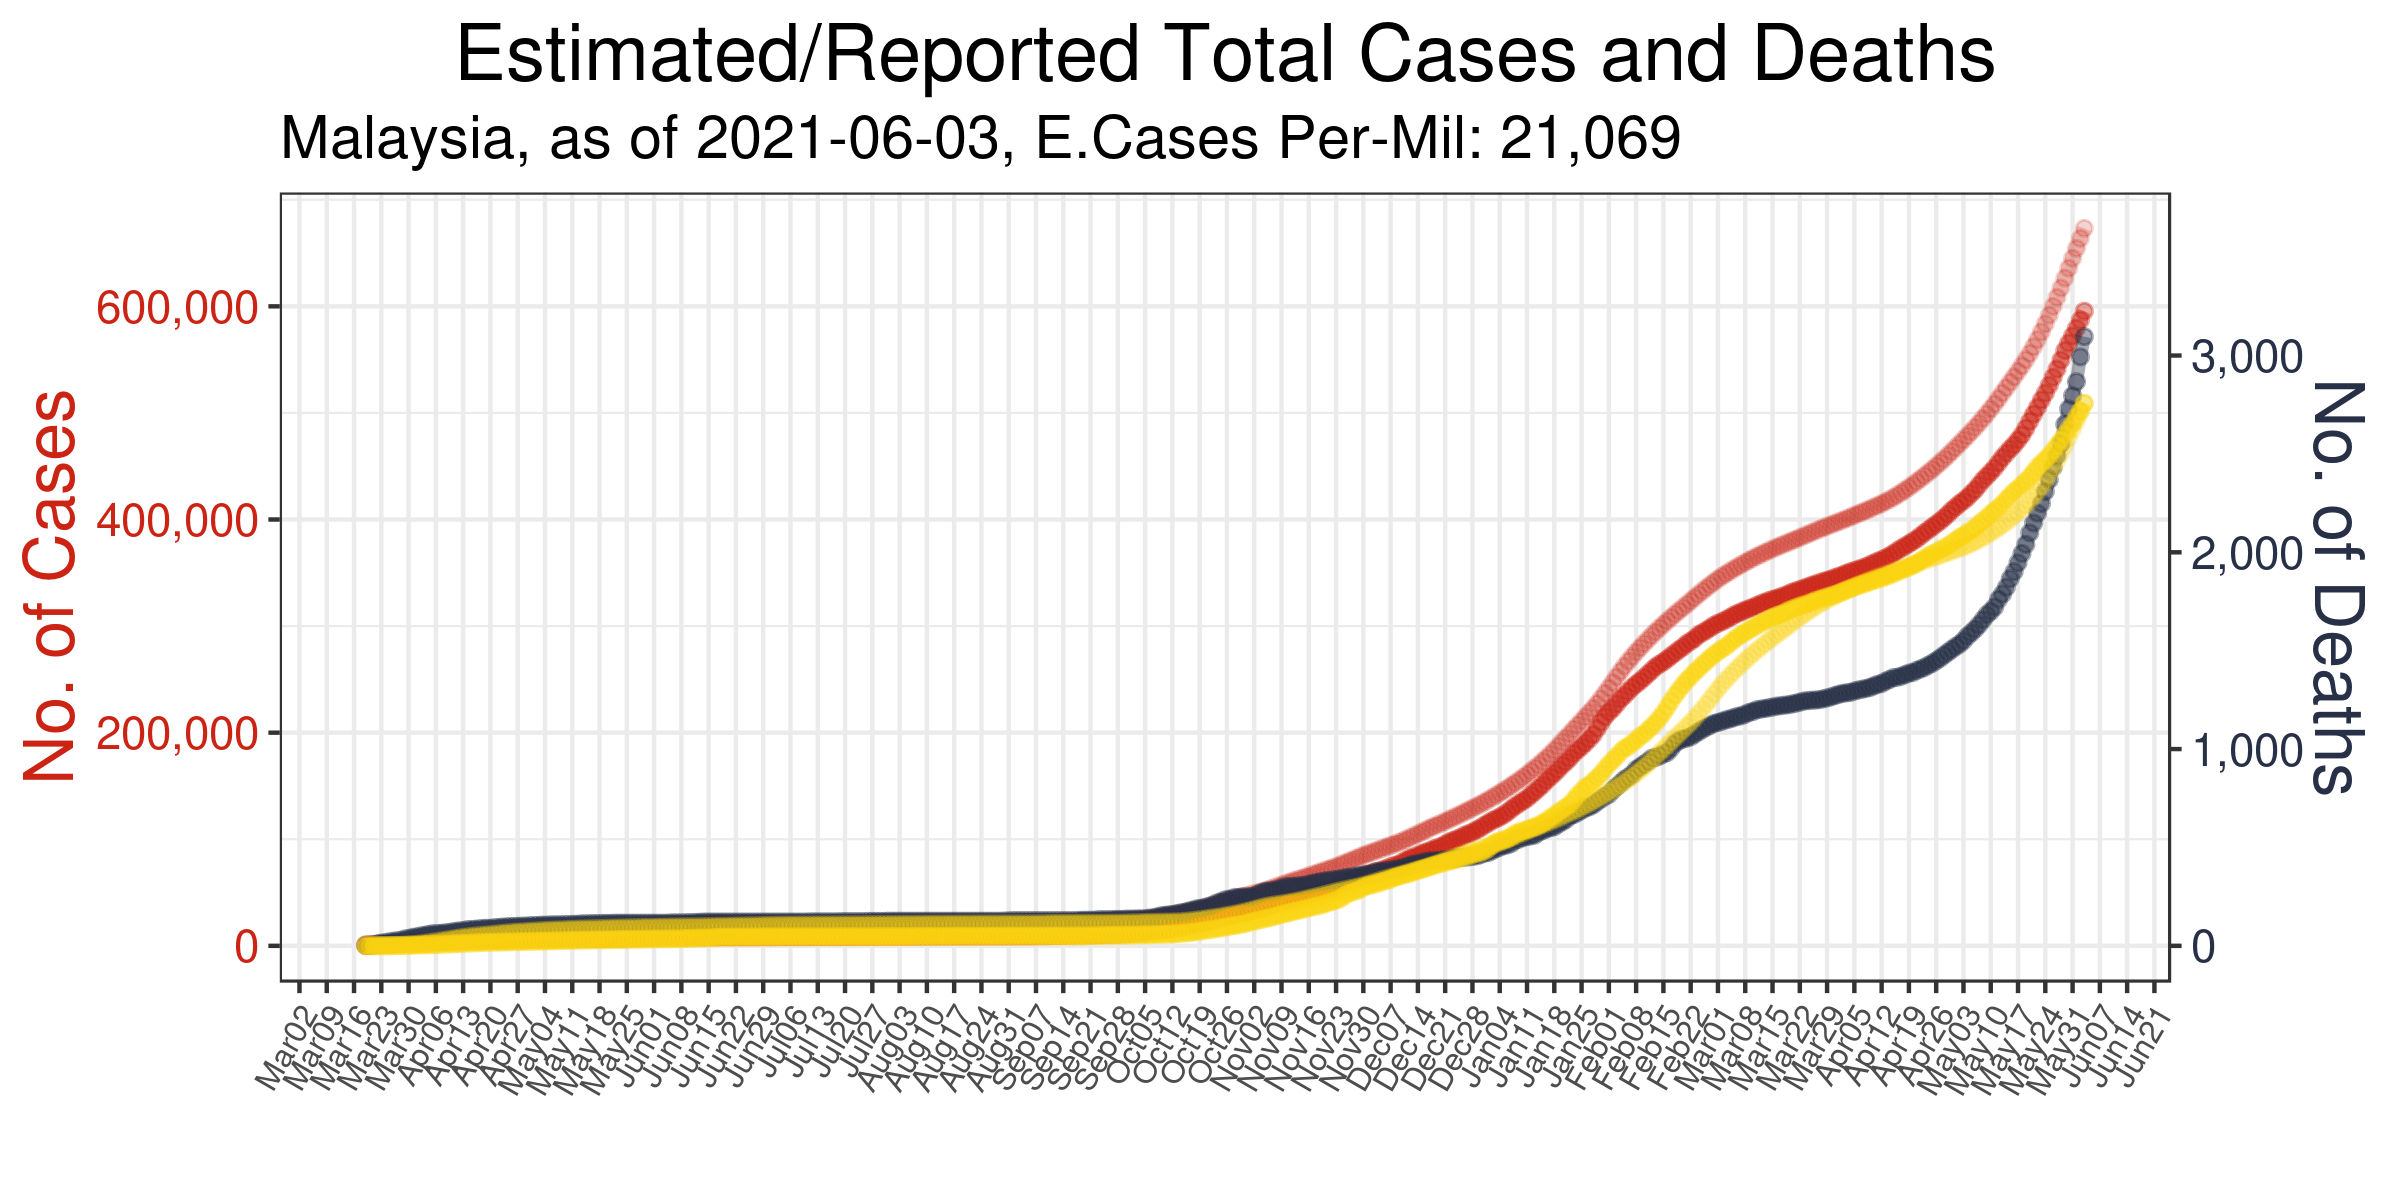 Estimated/Reported Total Cases and Deaths
Malaysia, as of 2021-06-03, E.Cases Per-Mil: 21,069
No. of Cases
600,000
400,000
200,000
0
3,000
2,000
1,000
0
No. of Deaths
Mar02
Mar09
Mar16
Mar23
Mar30
Apr06
Apr13
Apr20
Apr27
May04
May11
May18
May25
Jun01
Jun08
Jun15
Jun22
Jun29
Jul06
Jul13
Jul20
Jul27
Aug03
Aug10
Aug17
Aug24
Aug31
Sep07
Sep14
Sep21
Sep28
Oct05
Oct12
Oct19
Oct26
Nov02
Nov09
Nov16
Nov23
Nov30
Dec07
Dec14
Dec21
Dec28
Jan04
Jan11
Jan18
Jan25
Feb01
Feb08
Feb15
Feb22
Mar01
Mar08
Mar15
Mar22
Mar29
Apr05
Apr12
Apr19
Apr26
May03
May10
May17
May24
May31
Jun07
Jun14
Jun21